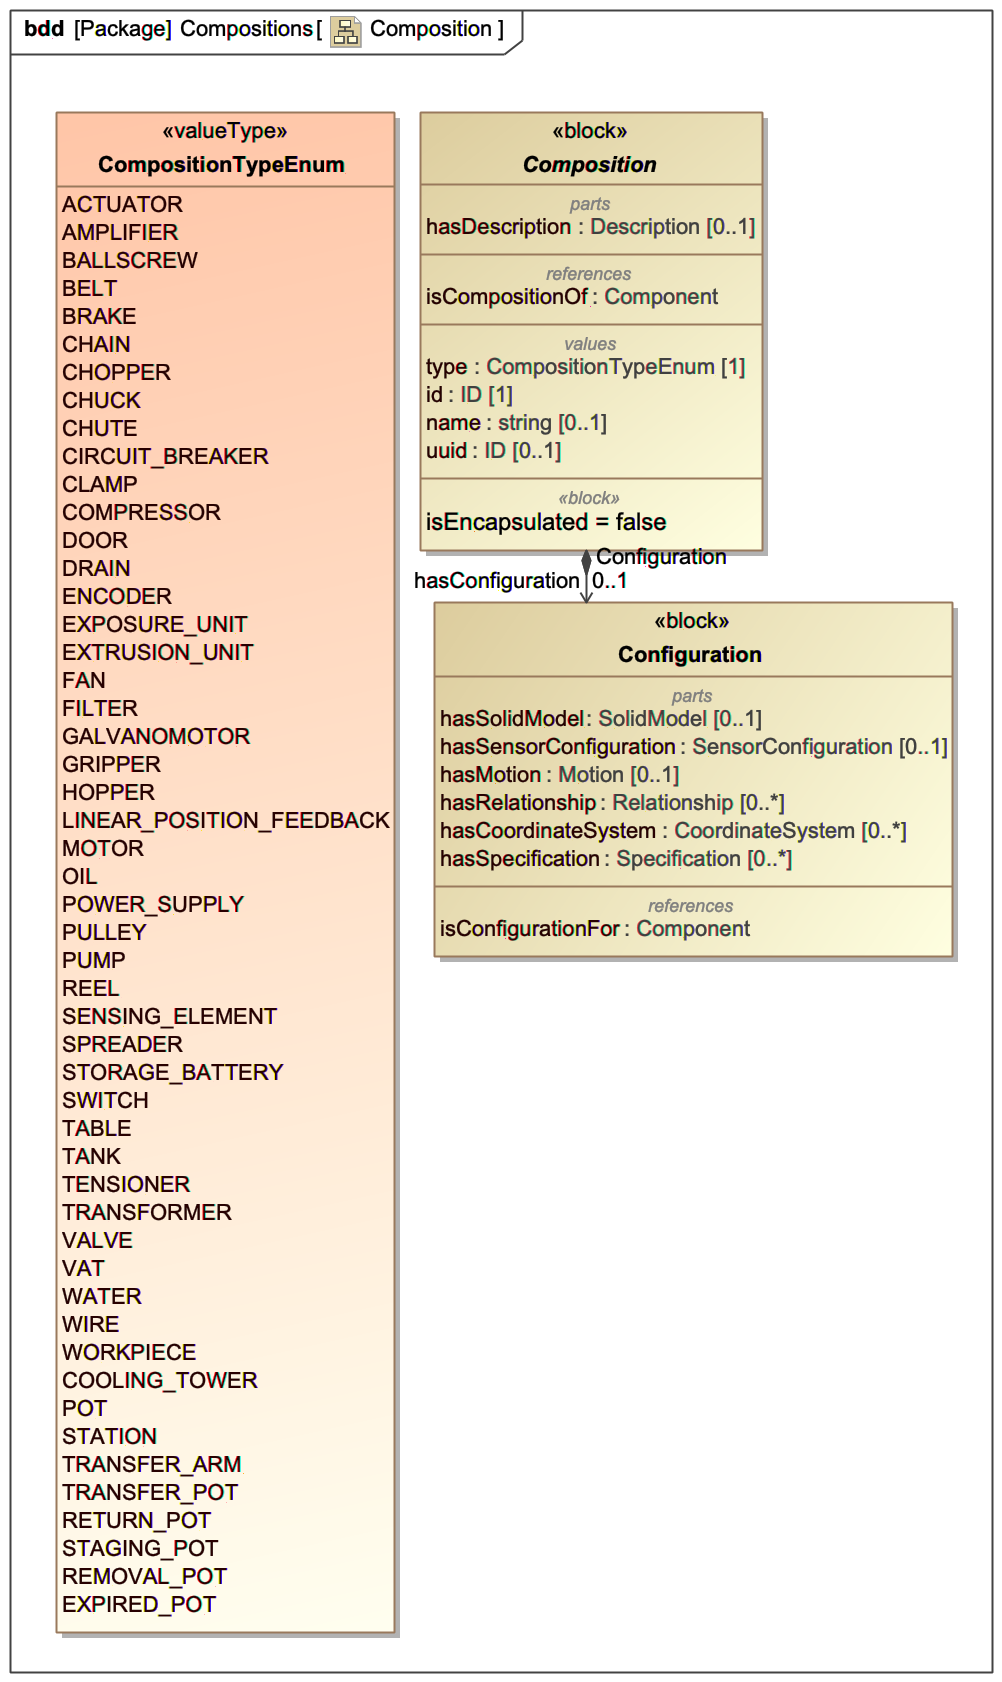 bdd [Package] Compositions[ Composition ]
«valueType»
CompositionTypeEnum
ACTUATOR
AMPLIFIER
BALLSCREW
BELT
BRAKE
CHAIN
CHOPPER
CHUCK
CHUTE
CIRCUIT_BREAKER
CLAMP
COMPRESSOR
DOOR
DRAIN
ENCODER
EXPOSURE_UNIT
EXTRUSION_UNIT
FAN
FILTER
GALVANOMOTOR
GRIPPER
HOPPER
LINEAR_POSITION_FEEDBACK
MOTOR
OIL
POWER_SUPPLY
PULLEY
PUMP
REEL
SENSING_ELEMENT
SPREADER
STORAGE_BATTERY
SWITCH
TABLE
TANK
TENSIONER
TRANSFORMER
VALVE
VAT
WATER
WIRE
WORKPIECE
COOLING_TOWER
POT
STATION
TRANSFER_ARM
TRANSFER_POT
RETURN_POT
STAGING_POT
REMOVAL_POT
EXPIRED_POT
«block»
Composition
parts
hasDescription : Description [0..1]
references
isCompositionOf : Component
values
type : CompositionTypeEnum [1]
id : ID [1]
name : string [0..1]
uuid : ID [0..1]
«block»
isEncapsulated = false
Configuration
hasConfiguration 0..1
«block»
Configuration
parts
hasSolidModel : SolidModel [0..1]
hasSensorConfiguration : SensorConfiguration [0..1]
hasMotion : Motion [0..1]
hasRelationship : Relationship [0..*]
hasCoordinateSystem : CoordinateSystem [0..*]
hasSpecification : Specification [0..*]
references
isConfigurationFor : Component